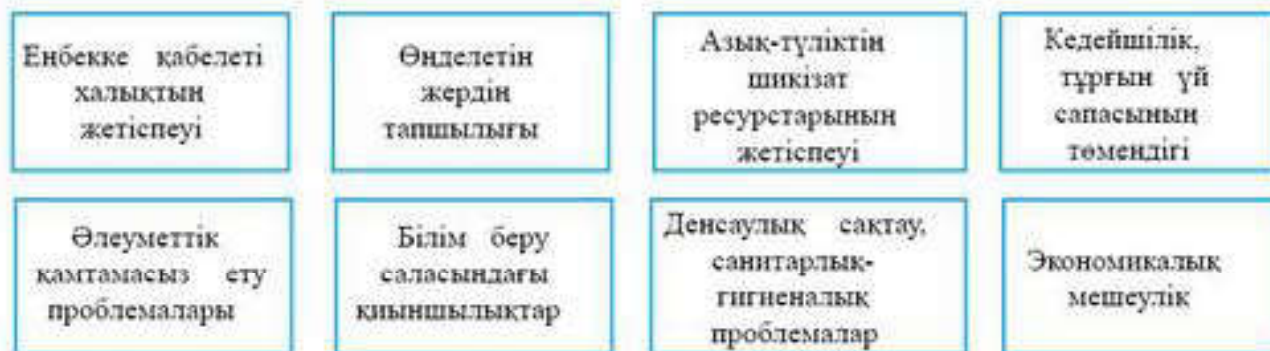 Еңбекке қабелеті
халықтың
жетіспеуі
Өңделетін
жердің
тапшылығы
Азық-түліктің
шикізат
ресурстарының
жетіспеуі
Кедейшілік,
тұрғын үй
сапасының
төмендігі
Әлеуметтік
қамтамасыз ету
проблемалары
Білім беру
саласындағы
қиыншылықтар
Денсаулық сақтау,
санитарлық-
гигиеналық
проблемалар
Экономикалық
мешеулік